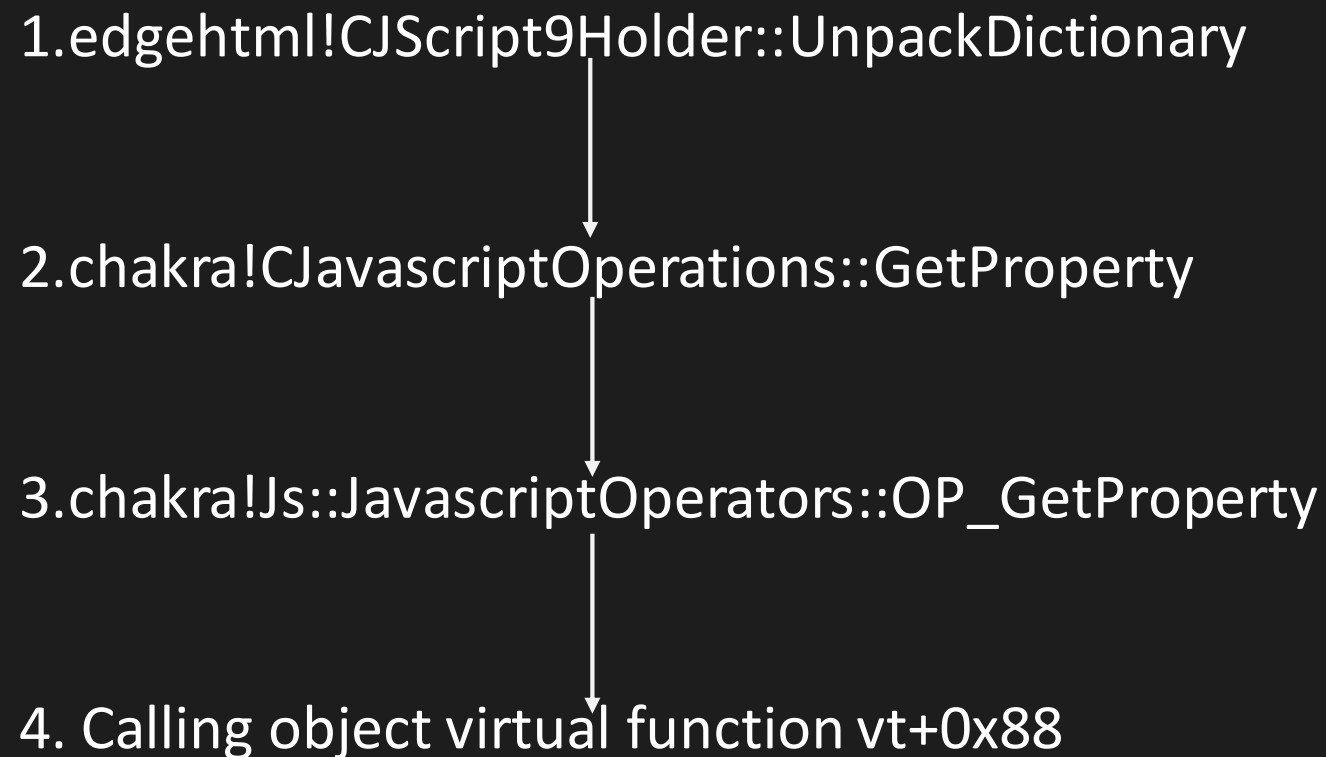 1.edgehtml!CJScript9Holder::UnpackDictionary
2.chakra!CJavascriptOperations::GetProperty
3.chakra!Js::JavascriptOperators::OP_GetProperty
4. Calling object virtual function vt+0x88